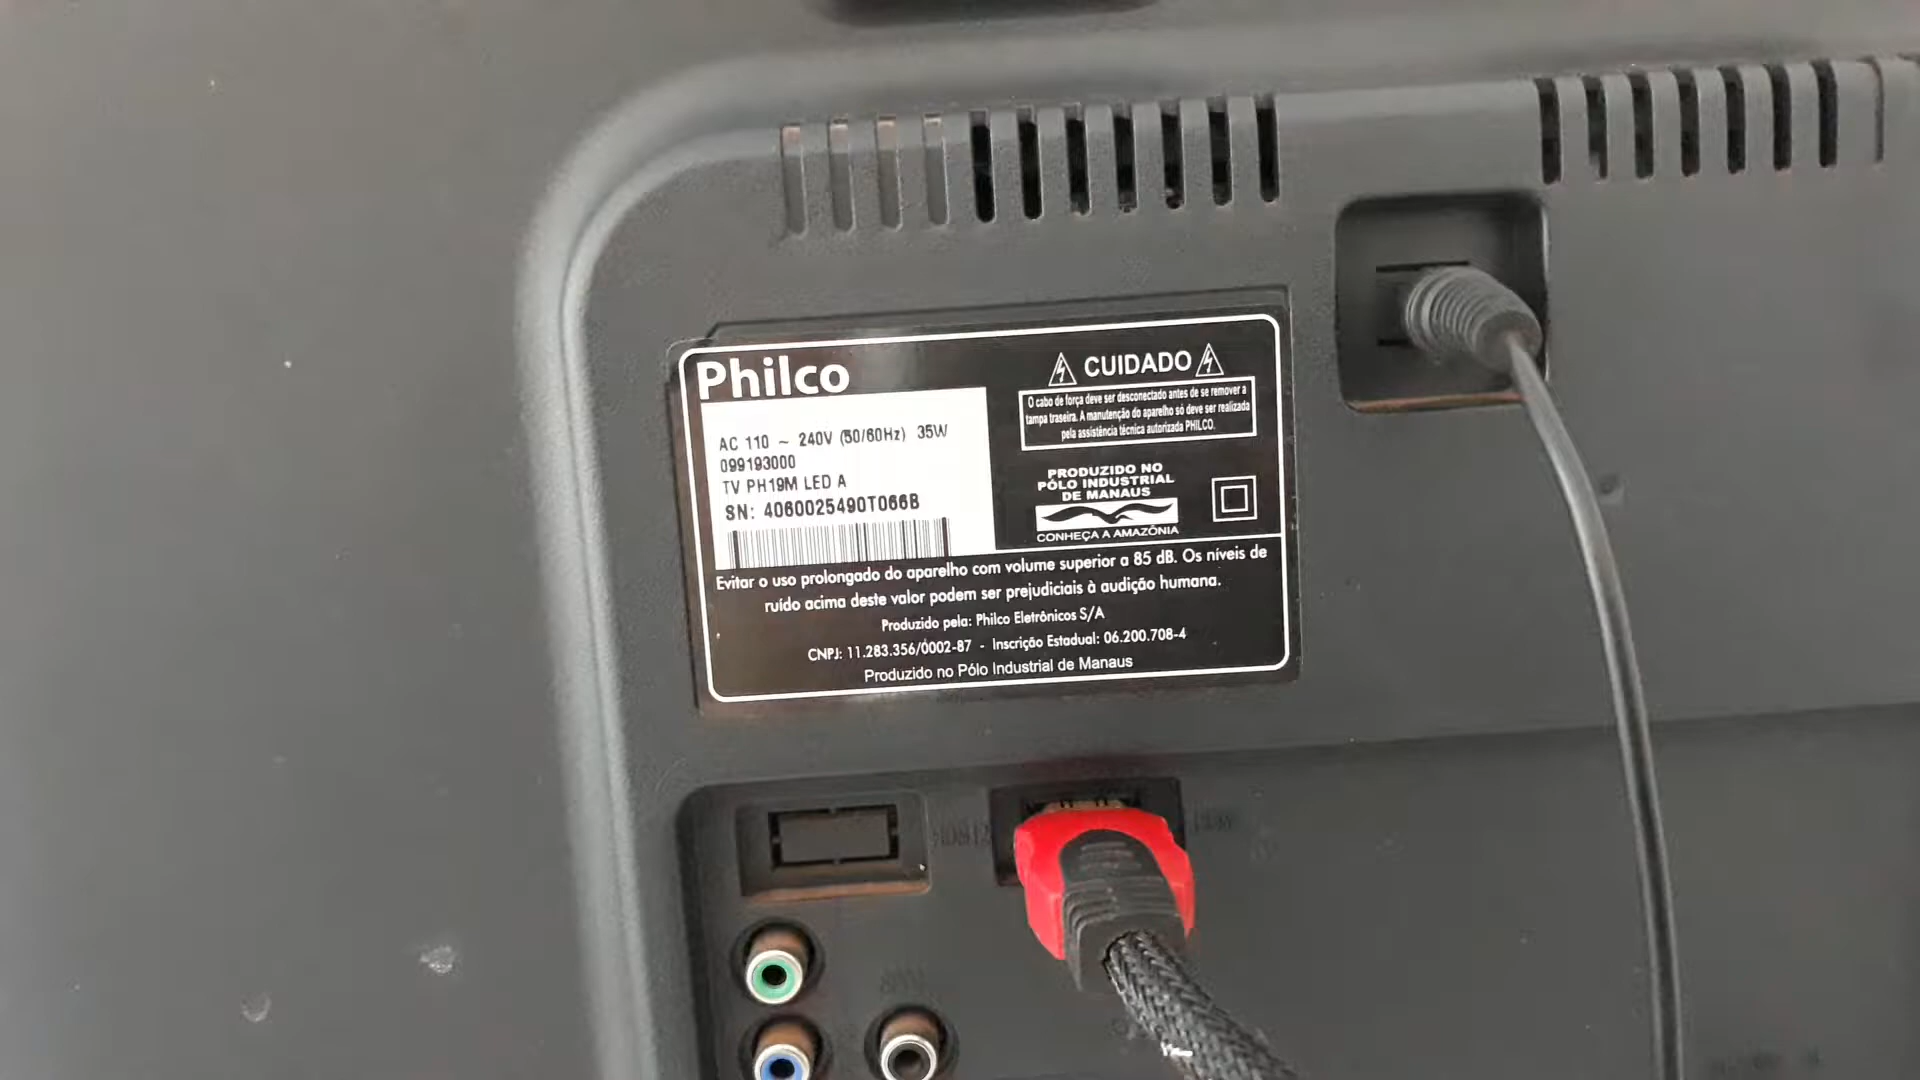 Philco
AC 110 ~ 240V (50/60Hz) 35W
099193000
TV PH19M LED A
SN: 4060025490T066B
CUIDADO
O cabo de força deve ser desconectado antes de se remover a
tampa traseira. A manutenção do aparelho só deve ser realizada
pela assistência técnica autorizada PHILCO.
PRODUZIDO NO
PÓLO INDUSTRIAL
DE MANAUS
CONHEÇA A AMAZÔNIA
Evitar o uso prolongado do aparelho com volume superior a 85 dB. Os níveis de
ruído acima deste valor podem ser prejudiciais à audição humana.
Produzido pela: Philco Eletrônicos S/A
CNPJ: 11.283.356/0002-87 - Inscrição Estadual: 06.200.708-4
Produzido no Pólo Industrial de Manaus